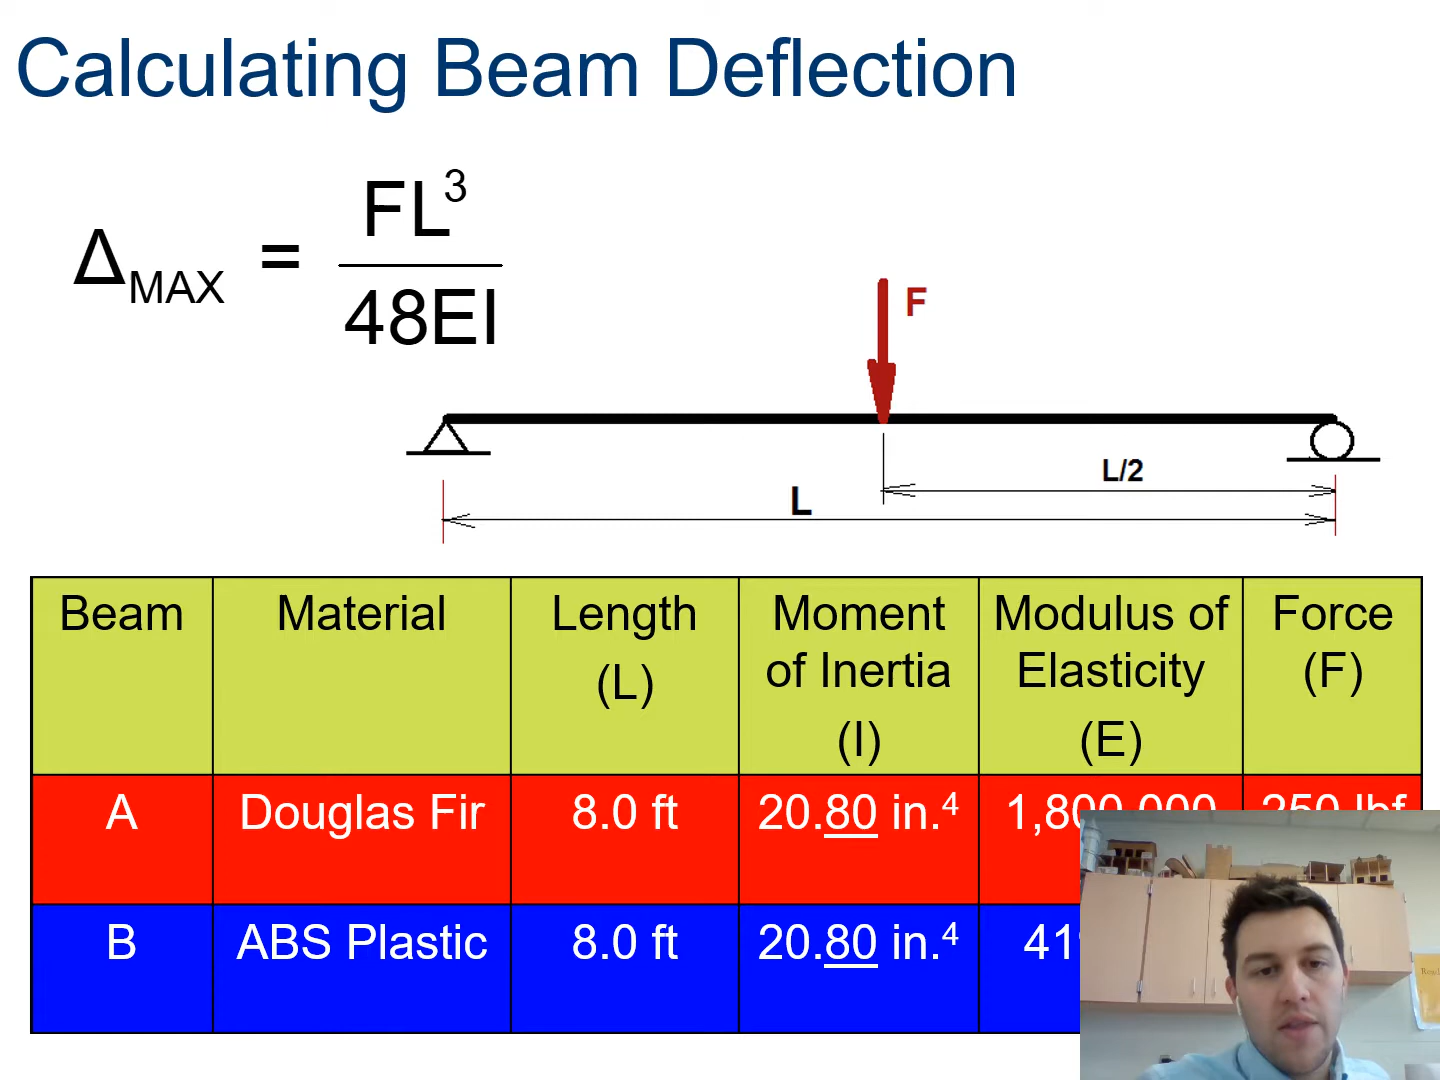 Calculating Beam Deflection
ΔMAX = FL³
48EI
F
L/2
L
Beam Material Length (L) Moment of Inertia (I) Modulus of Elasticity (E) Force (F)
A Douglas Fir 8.0 ft 20.80 in.⁴ 1,800,000 250 lbf
B ABS Plastic 8.0 ft 20.80 in.⁴ 41